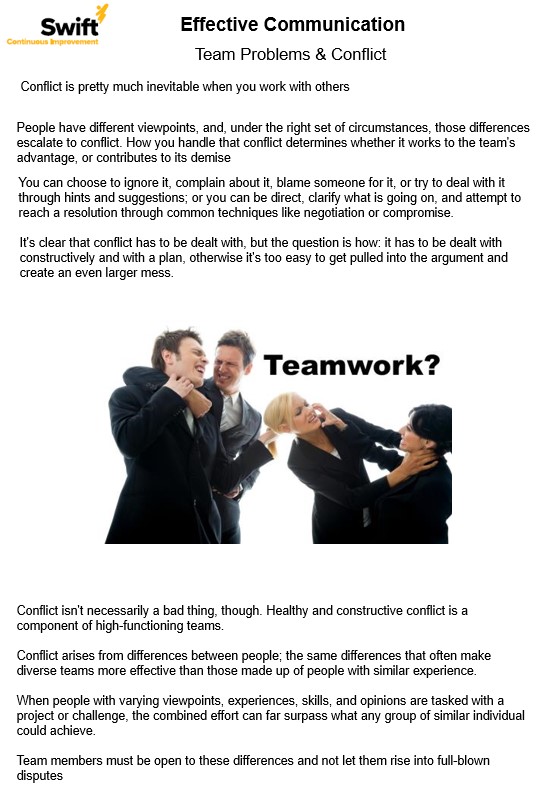 Swift
Continuous Improvement
Effective Communication
Team Problems & Conflict
Conflict is pretty much inevitable when you work with others
People have different viewpoints, and, under the right set of circumstances, those differences
escalate to conflict. How you handle that conflict determines whether it works to the team's
advantage, or contributes to its demise
You can choose to ignore it, complain about it, blame someone for it, or try to deal with it
through hints and suggestions; or you can be direct, clarify what is going on, and attempt to
reach a resolution through common techniques like negotiation or compromise.
It's clear that conflict has to be dealt with, but the question is how: it has to be dealt with
constructively and with a plan, otherwise it's too easy to get pulled into the argument and
create an even larger mess.
Teamwork?
Conflict isn't necessarily a bad thing, though. Healthy and constructive conflict is a
component of high-functioning teams.
Conflict arises from differences between people; the same differences that often make
diverse teams more effective than those made up of people with similar experience.
When people with varying viewpoints, experiences, skills, and opinions are tasked with a
project or challenge, the combined effort can far surpass what any group of similar individual
could achieve.
Team members must be open to these differences and not let them rise into full-blown
disputes